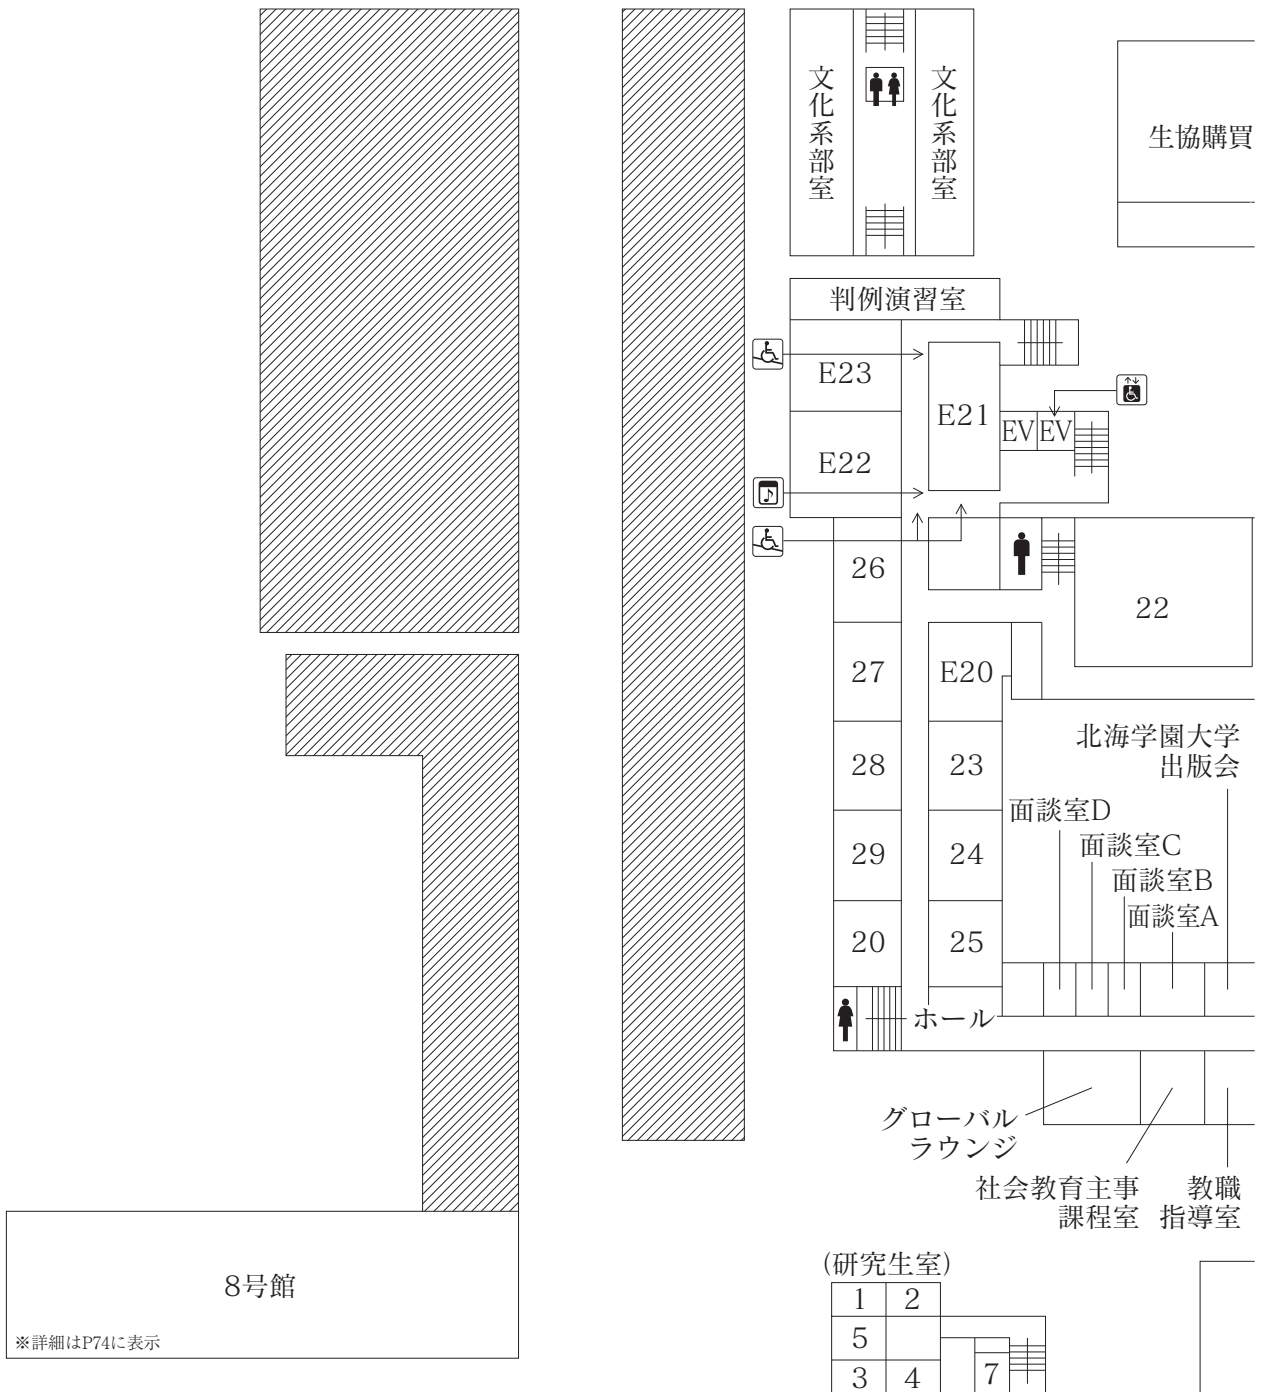 文化系部室
文化系部室
生協購買
判例演習室
E23
E21
EV
EV
E22
26
22
27
E20
28
23
北海学園大学
出版会
29
24
面談室D
面談室C
面談室B
面談室A
20
25
ホール
グローバル
ラウンジ
社会教育主事
課程室
教職
指導室
8号館
※詳細はP74に表示
(研究生室)
1
2
5
3
4
7